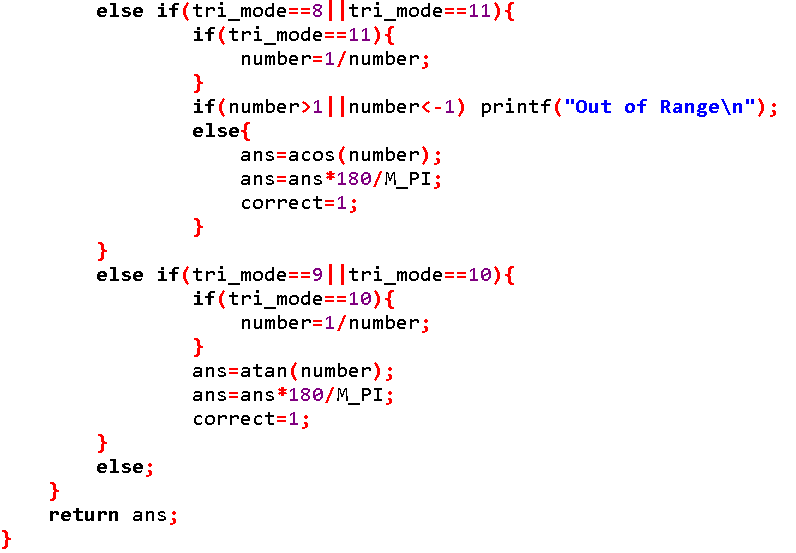 else if(tri_mode==8||tri_mode==11){
                if(tri_mode==11){
                    number=1/number;
                }
                if(number>1||number<-1) printf("Out of Range\n");
                else{
                    ans=acos(number);
                    ans=ans*180/M_PI;
                    correct=1;
                }
        }
        else if(tri_mode==9||tri_mode==10){
                if(tri_mode==10){
                    number=1/number;
                }
                ans=atan(number);
                ans=ans*180/M_PI;
                correct=1;
        }
        else;
    }
    return ans;
}